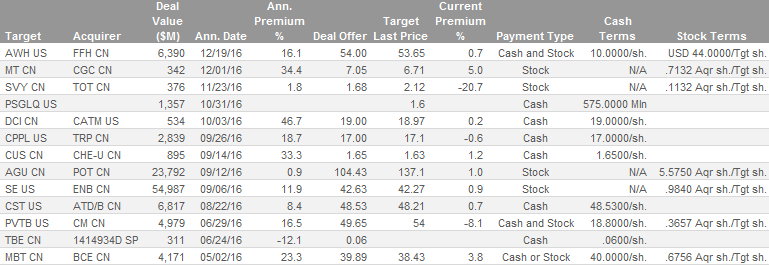 Target Acquirer Deal Value ($M) Ann. Date Ann. Premium % Deal Offer Target Last Price Current Premium % Payment Type Cash Terms Stock Terms
AWH US FFH CN 6,390 12/19/16 16.1 54.00 53.65 0.7 Cash and Stock 10.0000/sh. USD 44.0000/Tgt sh.
MT CN CGC CN 342 12/01/16 34.4 7.05 6.71 5.0 Stock N/A .7132 Aqr sh./Tgt sh.
SVY CN TOT CN 376 11/23/16 1.8 1.68 2.12 -20.7 Stock N/A .1132 Aqr sh./Tgt sh.
PSGLQ US 1,357 10/31/16 1.6 Cash 575.0000 Mln
DCI CN CATM US 534 10/03/16 46.7 19.00 18.97 0.2 Cash 19.0000/sh.
CPPL US TRP CN 2,839 09/26/16 18.7 17.00 17.1 -0.6 Cash 17.0000/sh.
CUS CN CHE-U CN 895 09/14/16 33.3 1.65 1.63 1.2 Cash 1.6500/sh.
AGU CN POT CN 23,792 09/12/16 0.9 104.43 137.1 1.0 Stock N/A 5.5750 Aqr sh./Tgt sh.
SE US ENB CN 54,987 09/06/16 11.9 42.63 42.27 0.9 Stock N/A .9840 Aqr sh./Tgt sh.
CST US ATD/B CN 6,817 08/22/16 8.4 48.53 48.21 0.7 Cash 48.5300/sh.
PVTB US CM CN 4,979 06/29/16 16.5 49.65 54 -8.1 Cash and Stock 18.8000/sh. .3657 Aqr sh./Tgt sh.
TBE CN 1414934D SP 311 06/24/16 -12.1 0.06 Cash .0600/sh.
MBT CN BCE CN 4,171 05/02/16 23.3 39.89 38.43 3.8 Cash or Stock 40.0000/sh. .6756 Aqr sh./Tgt sh.